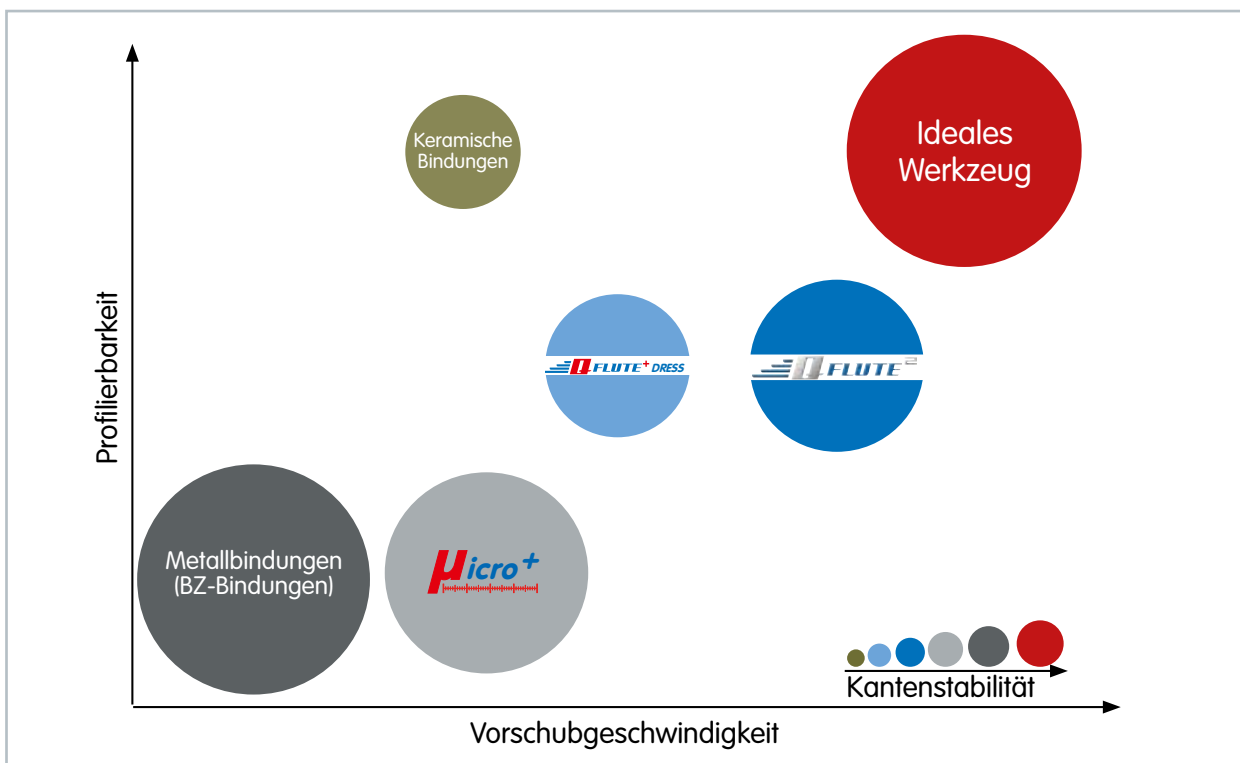 Keramische
Bindungen
Ideales
Werkzeug
Profilierbarkeit
Q FLUTE+ DRESS
Q FLUTE2
Metallbindungen
(BZ-Bindungen)
µicro+
Kantenstabilität
Vorschubgeschwindigkeit